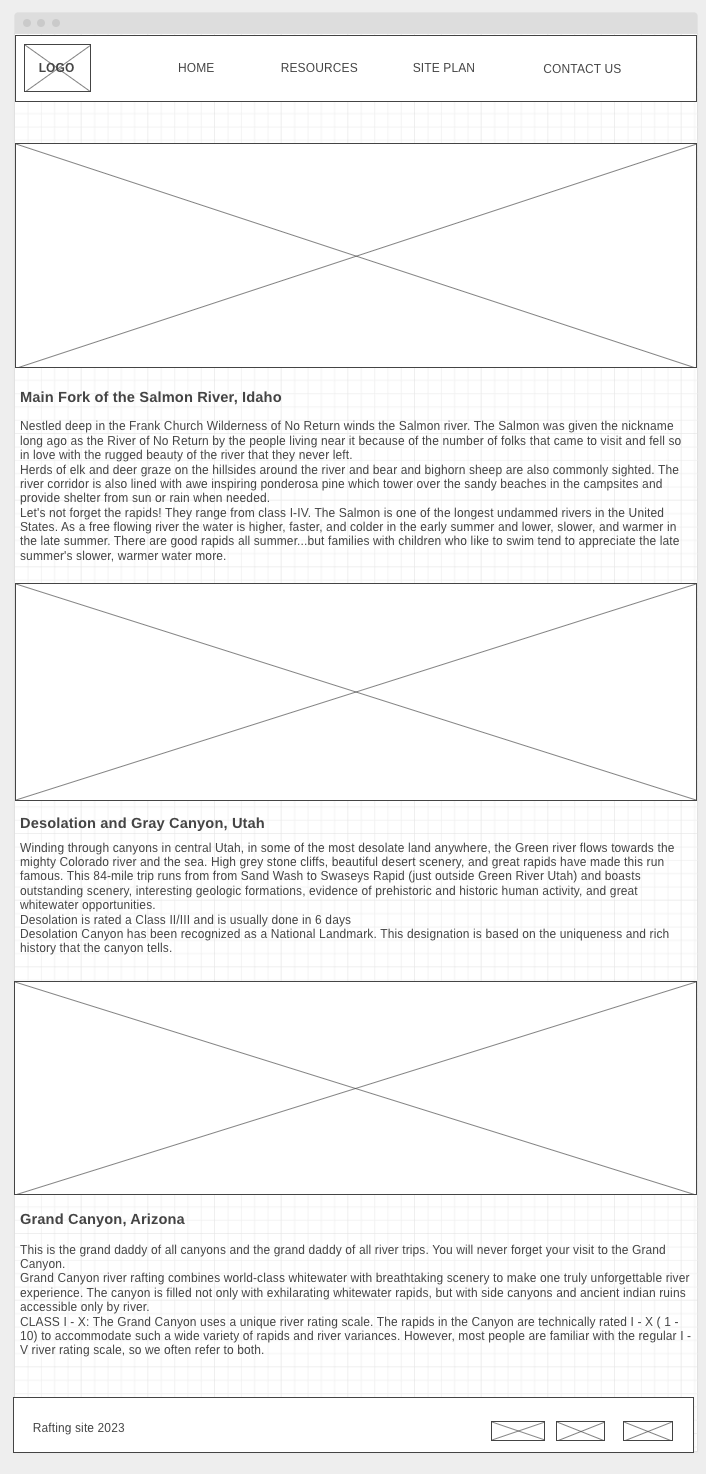 LOGO HOME RESOURCES SITE PLAN CONTACT US
Main Fork of the Salmon River, Idaho
Nestled deep in the Frank Church Wilderness of No Return winds the Salmon river. The Salmon was given the nickname
long ago as the River of No Return by the people living near it because of the number of folks that came to visit and fell so
in love with the rugged beauty of the river that they never left.
Herds of elk and deer graze on the hillsides around the river and bear and bighorn sheep are also commonly sighted. The
river corridor is also lined with awe inspiring ponderosa pine which tower over the sandy beaches in the campsites and
provide shelter from sun or rain when needed.
Let's not forget the rapids! They range from class I-IV. The Salmon is one of the longest undammed rivers in the United
States. As a free flowing river the water is higher, faster, and colder in the early summer and lower, slower, and warmer in
the late summer. There are good rapids all summer...but families with children who like to swim tend to appreciate the late
summer's slower, warmer water more.
Desolation and Gray Canyon, Utah
Winding through canyons in central Utah, in some of the most desolate land anywhere, the Green river flows towards the
mighty Colorado river and the sea. High grey stone cliffs, beautiful desert scenery, and great rapids have made this run
famous. This 84-mile trip runs from from Sand Wash to Swaseys Rapid (just outside Green River Utah) and boasts
outstanding scenery, interesting geologic formations, evidence of prehistoric and historic human activity, and great
whitewater opportunities.
Desolation is rated a Class II/III and is usually done in 6 days
Desolation Canyon has been recognized as a National Landmark. This designation is based on the uniqueness and rich
history that the canyon tells.
Grand Canyon, Arizona
This is the grand daddy of all canyons and the grand daddy of all river trips. You will never forget your visit to the Grand
Canyon.
Grand Canyon river rafting combines world-class whitewater with breathtaking scenery to make one truly unforgettable river
experience. The canyon is filled not only with exhilarating whitewater rapids, but with side canyons and ancient indian ruins
accessible only by river.
CLASS I - X: The Grand Canyon uses a unique river rating scale. The rapids in the Canyon are technically rated I - X ( 1 -
10) to accommodate such a wide variety of rapids and river variances. However, most people are familiar with the regular I -
V river rating scale, so we often refer to both.
Rafting site 2023